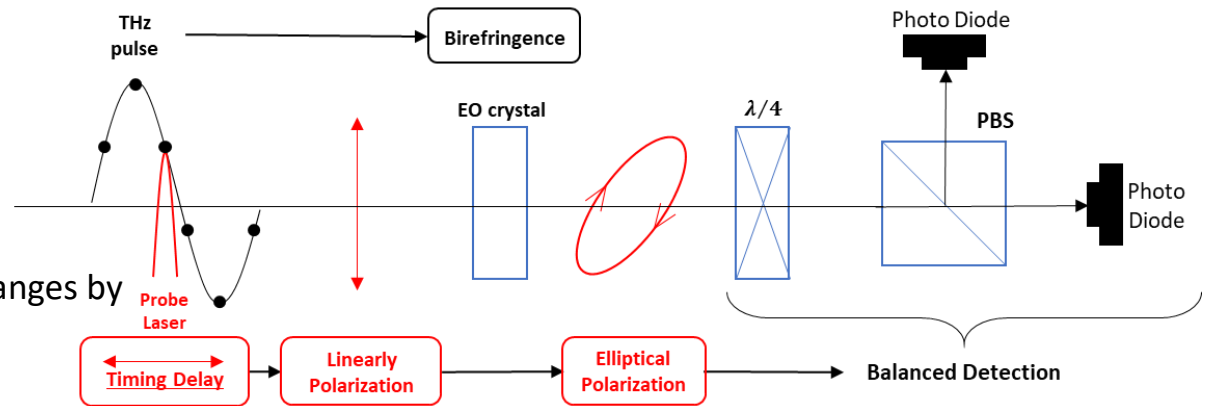 THz
pulse
Birefringence
Photo Diode
EO crystal
λ/4
PBS
Photo
Diode
anges by
Probe
Laser
Timing Delay
Linearly
Polarization
Elliptical
Polarization
Balanced Detection